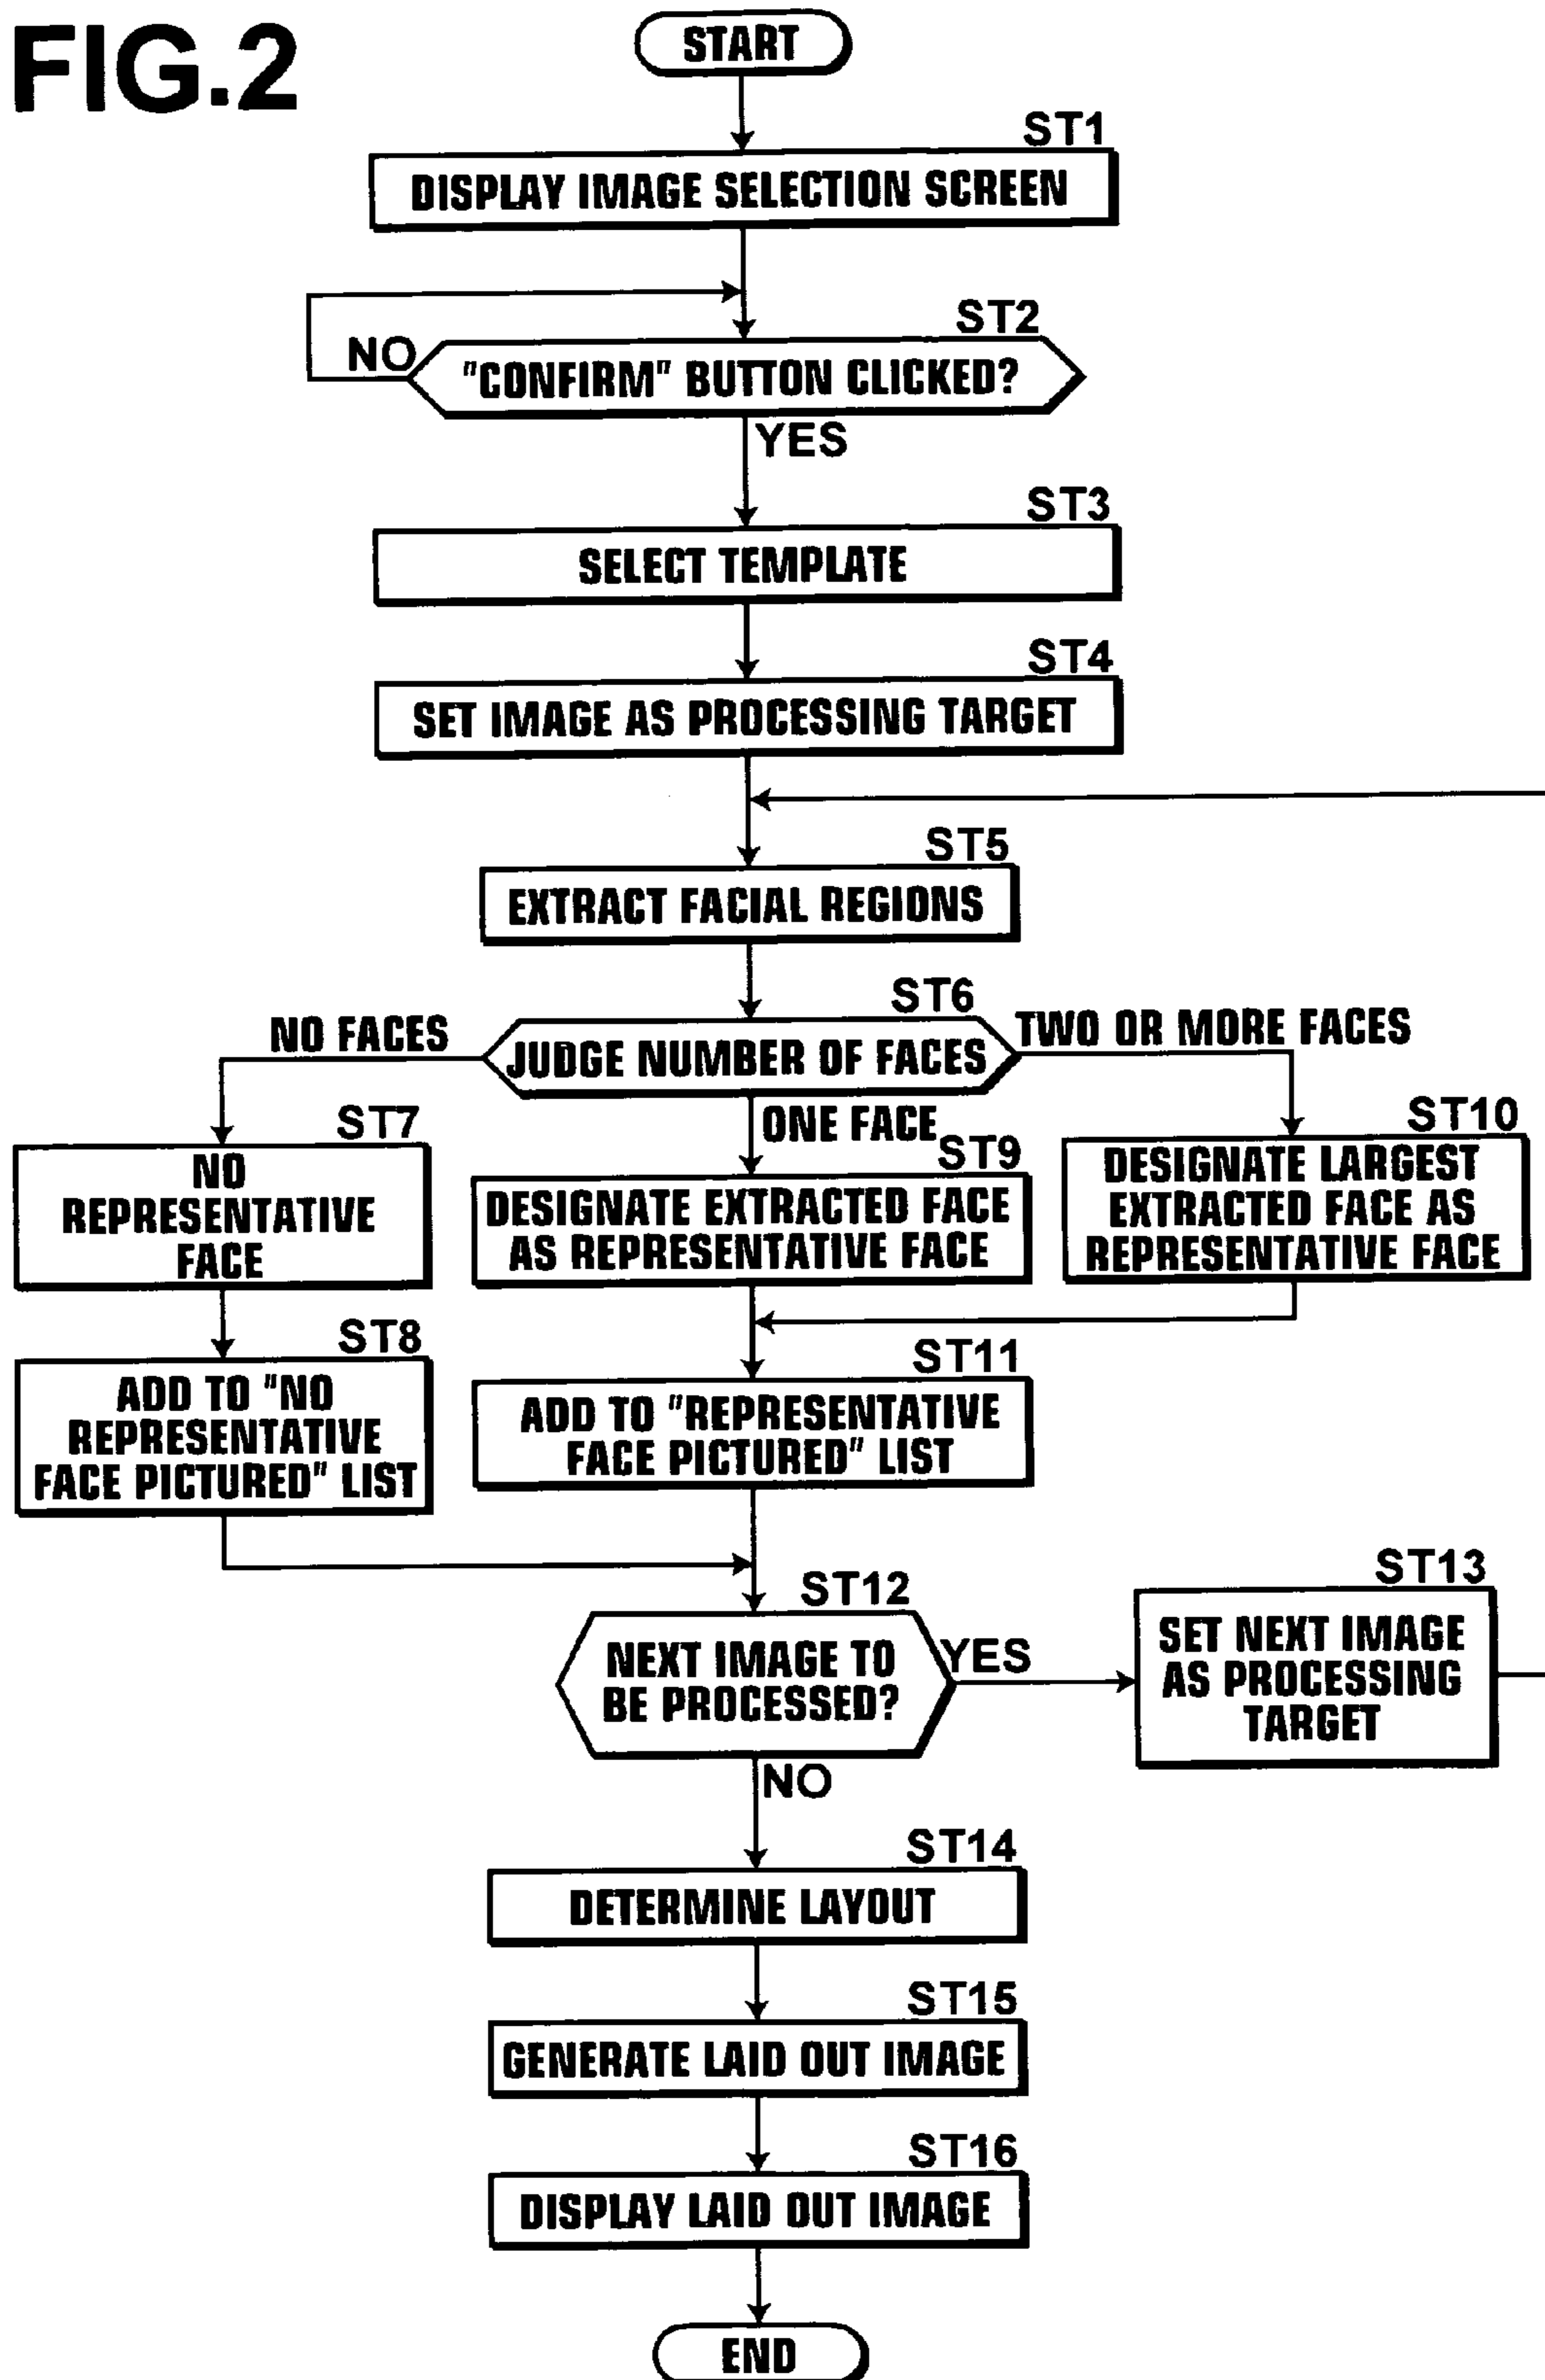 FIG.2
START
ST1
DISPLAY IMAGE SELECTION SCREEN
ST2
NO
"CONFIRM" BUTTON CLICKED?
YES
ST3
SELECT TEMPLATE
ST4
SET IMAGE AS PROCESSING TARGET
ST5
EXTRACT FACIAL REGIONS
ST6
NO FACES
JUDGE NUMBER OF FACES
TWO OR MORE FACES
ONE FACE
ST7
NO
REPRESENTATIVE
FACE
ST9
DESIGNATE EXTRACTED FACE
AS REPRESENTATIVE FACE
ST10
DESIGNATE LARGEST
EXTRACTED FACE AS
REPRESENTATIVE FACE
ST8
ADD TO "NO
REPRESENTATIVE
FACE PICTURED" LIST
ST11
ADD TO "REPRESENTATIVE
FACE PICTURED" LIST
ST12
NEXT IMAGE TO
BE PROCESSED?
YES
ST13
SET NEXT IMAGE
AS PROCESSING
TARGET
NO
ST14
DETERMINE LAYOUT
ST15
GENERATE LAID OUT IMAGE
ST16
DISPLAY LAID OUT IMAGE
END